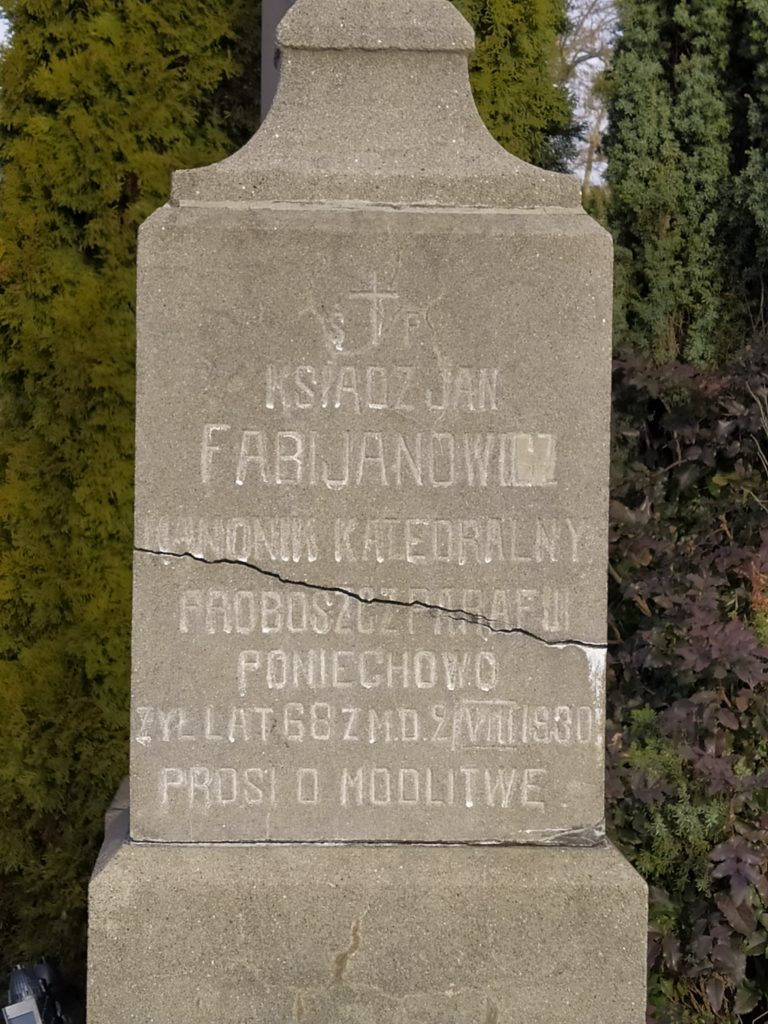 Ś P
KSIĄDZ JAN
FABIJANOWICZ
KANONIK KATEDRALNY
PROBOSZCZ PARAFJI
PONIECHOWO
ŻYŁ LAT 68 ZM. D. 2/VIII 1930
PROSI O MODLITWĘ.